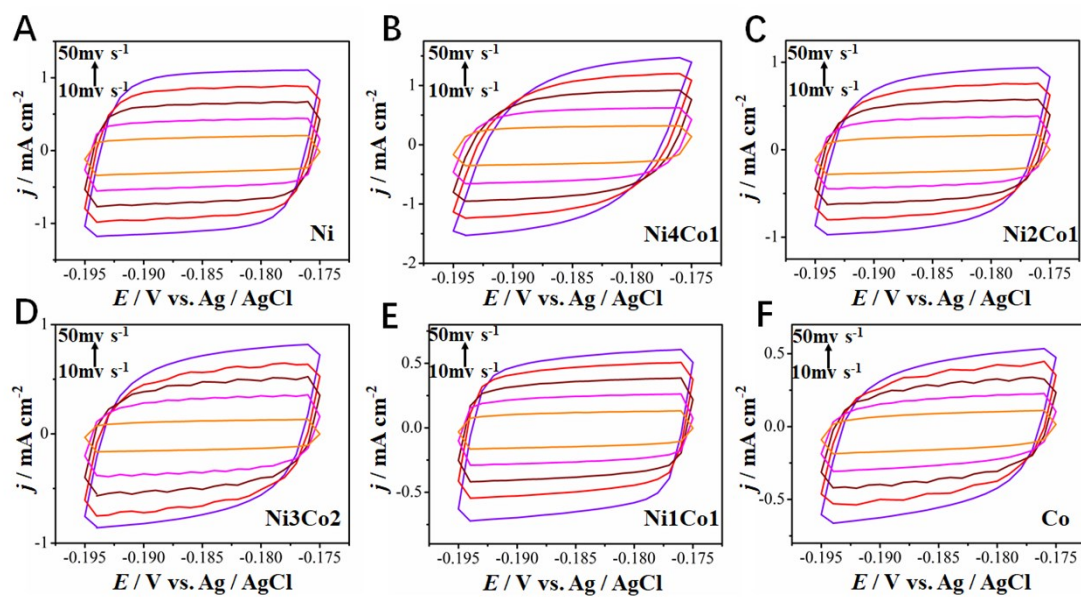 A
50mv s⁻¹
10mv s⁻¹
1
0
-1
j / mA cm⁻²
Ni
-0.195 -0.190 -0.185 -0.180 -0.175
E / V vs. Ag / AgCl
B
50mv s⁻¹
10mv s⁻¹
1
0
-1
-2
j / mA cm⁻²
Ni4Co1
-0.195 -0.190 -0.185 -0.180 -0.175
E / V vs. Ag / AgCl
C
50mv s⁻¹
10mv s⁻¹
1
0
-1
j / mA cm⁻²
Ni2Co1
-0.195 -0.190 -0.185 -0.180 -0.175
E / V vs. Ag / AgCl
D
50mv s⁻¹
10mv s⁻¹
1
0
-1
j / mA cm⁻²
Ni3Co2
-0.195 -0.190 -0.185 -0.180 -0.175
E / V vs. Ag / AgCl
E
50mv s⁻¹
10mv s⁻¹
0.5
0.0
-0.5
j / mA cm⁻²
Ni1Co1
-0.195 -0.190 -0.185 -0.180 -0.175
E / V vs. Ag / AgCl
F
50mv s⁻¹
10mv s⁻¹
0.5
0.0
-0.5
j / mA cm⁻²
Co
-0.195 -0.190 -0.185 -0.180 -0.175
E / V vs. Ag / AgCl